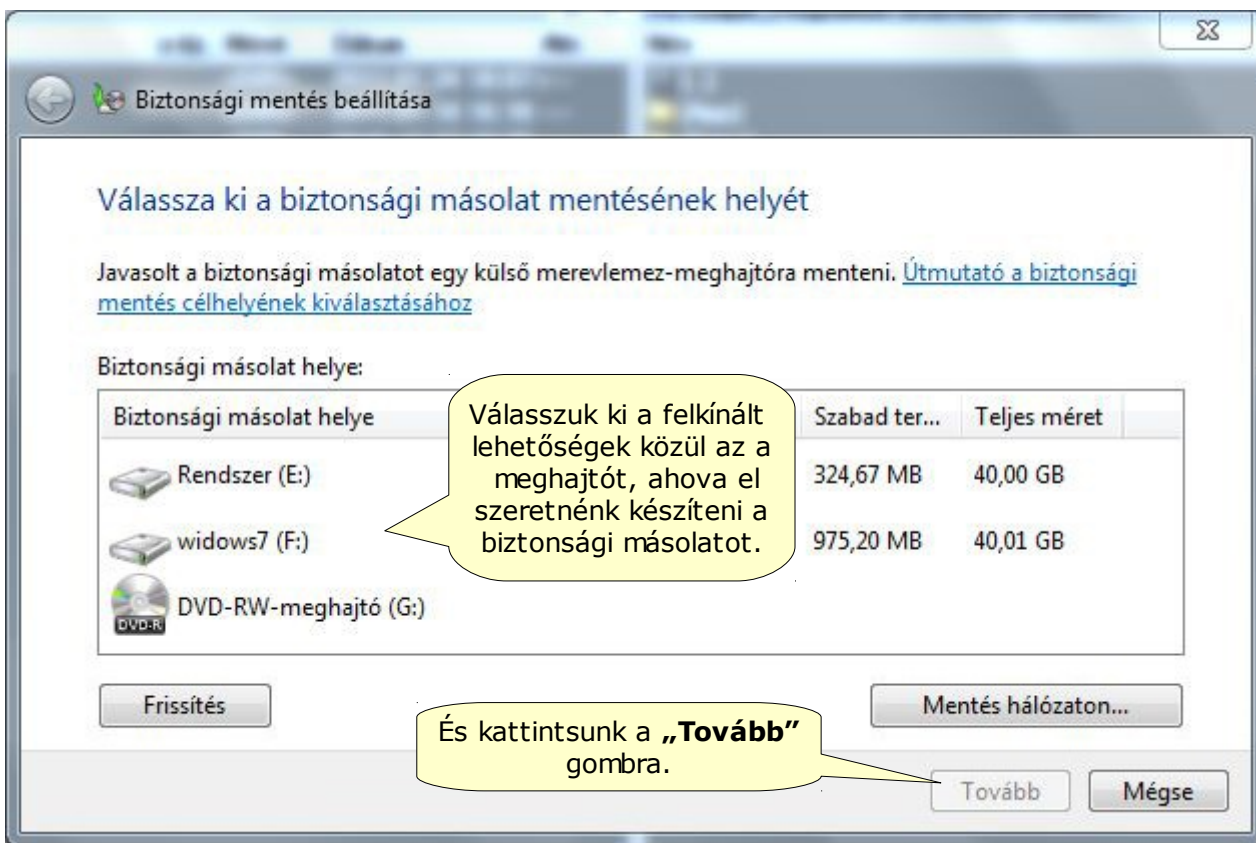 Biztonsági mentés beállítása
Válassza ki a biztonsági másolat mentésének helyét
Javasolt a biztonsági másolatot egy külső merevlemez-meghajtóra menteni. Útmutató a biztonsági
mentés célhelyének kiválasztásához
Biztonsági másolat helye:
Biztonsági másolat helye Szabad ter... Teljes méret
Rendszer (E:) 324,67 MB 40,00 GB
widows7 (F:) 975,20 MB 40,01 GB
DVD-R DVD-RW-meghajtó (G:)
Válasszuk ki a felkínált
lehetőségek közül az a
meghajtót, ahova el
szeretnénk készíteni a
biztonsági másolatot.
Frissítés Mentés hálózaton...
És kattintsunk a „Tovább”
gombra.
Tovább Mégse